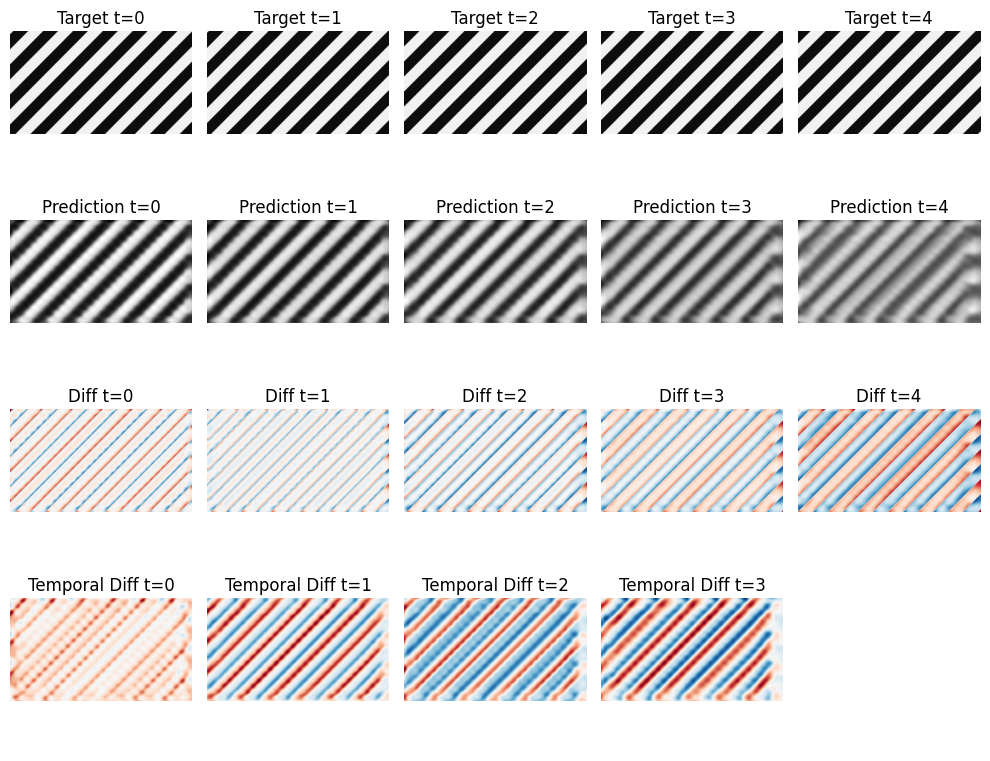 Target t=0 Target t=1 Target t=2 Target t=3 Target t=4
Prediction t=0 Prediction t=1 Prediction t=2 Prediction t=3 Prediction t=4
Diff t=0 Diff t=1 Diff t=2 Diff t=3 Diff t=4
Temporal Diff t=0 Temporal Diff t=1 Temporal Diff t=2 Temporal Diff t=3